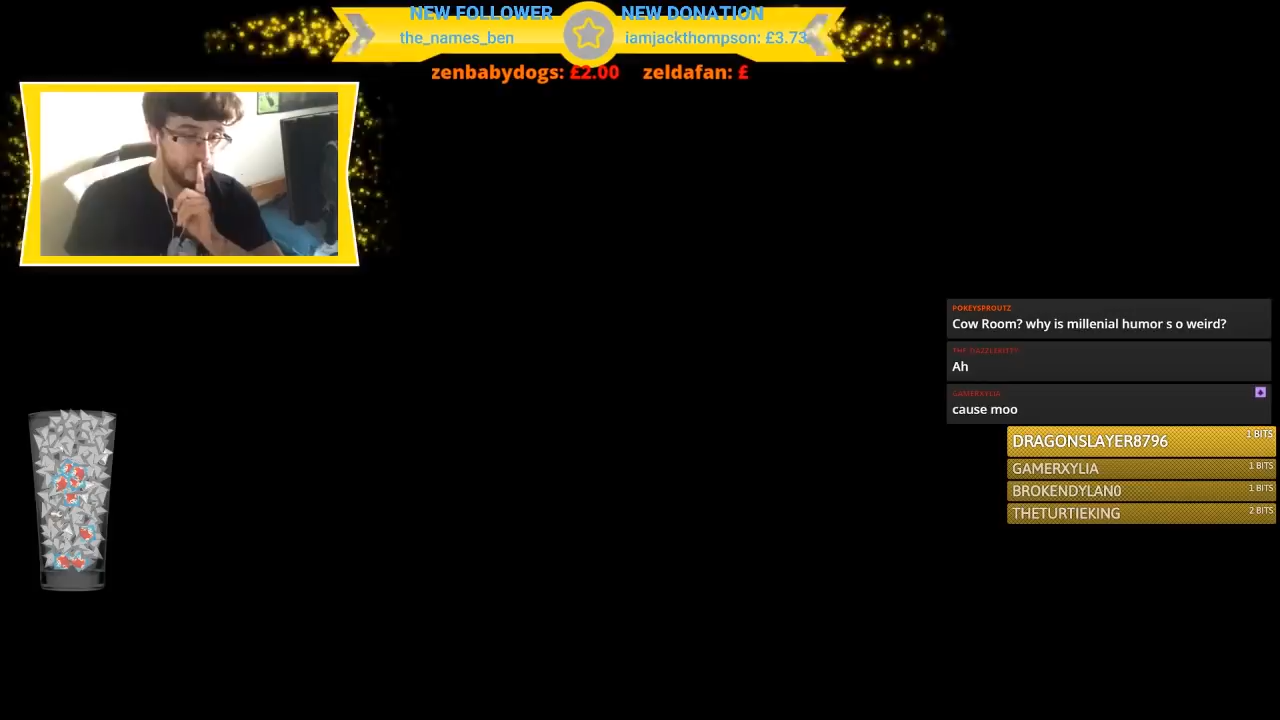 NEW FOLLOWER
the_names_ben
NEW DONATION
iamjackthompson: £3.73
zenbabydogs: £2.00 zeldafan: £
POKEYSPROUTZ
Cow Room? why is millenial humor s o weird?
Ah
GAMERXYLIA
cause moo
DRAGONSLAYER8796 1 BITS
GAMERXYLIA 1 BITS
BROKENDYLAN0 1 BITS
THETURTIEKING 2 BITS